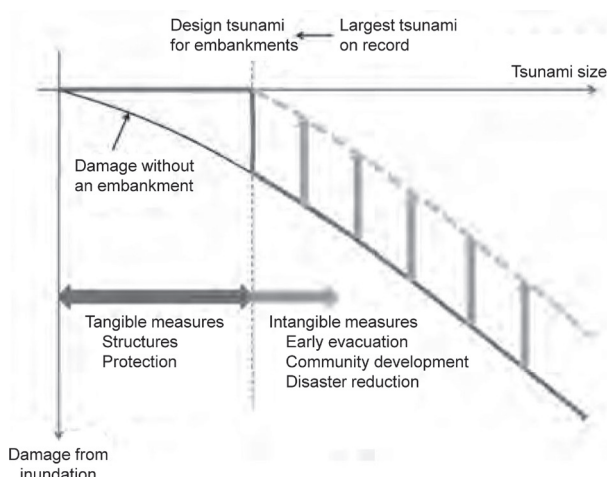 Design tsunami
for embankments
Largest tsunami
on record
Tsunami size
Damage without
an embankment
Tangible measures
Structures
Protection
Intangible measures
Early evacuation
Community development
Disaster reduction
Damage from
inundation